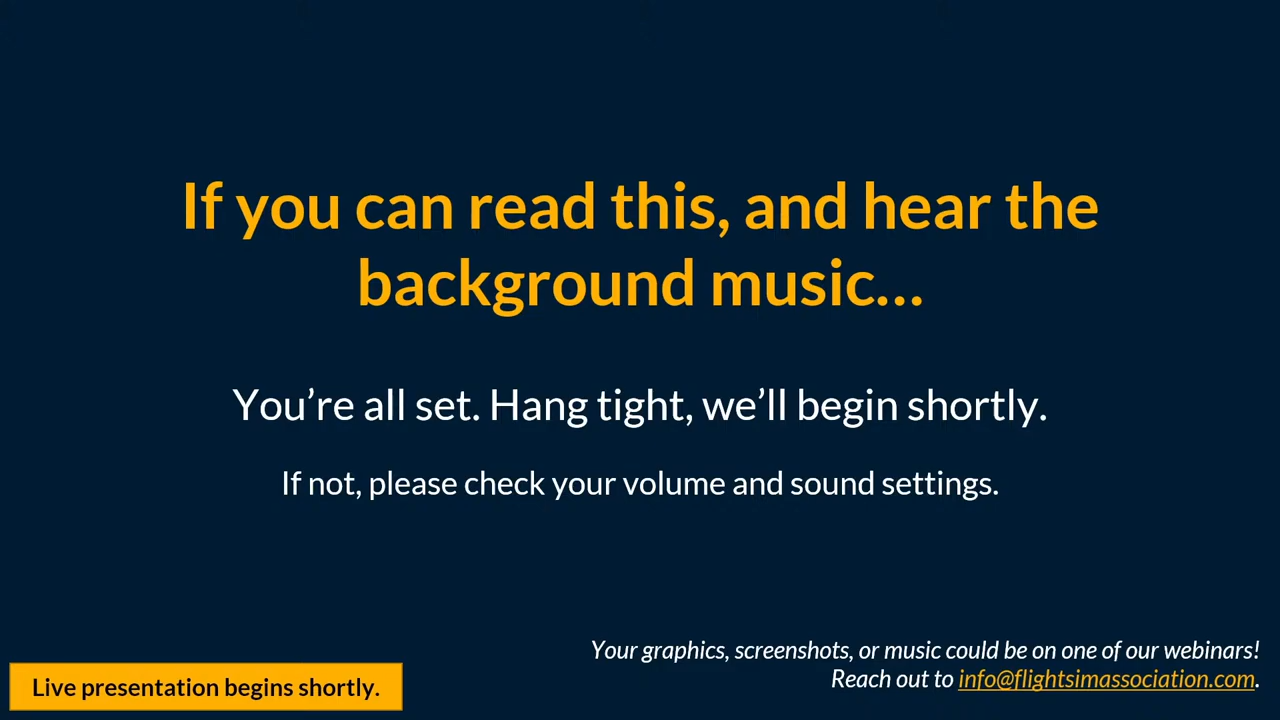 If you can read this, and hear the
background music...
You’re all set. Hang tight, we’ll begin shortly.
If not, please check your volume and sound settings.
Your graphics, screenshots, or music could be on one of our webinars!
Reach out to info@flightsimassociation.com.
Live presentation begins shortly.